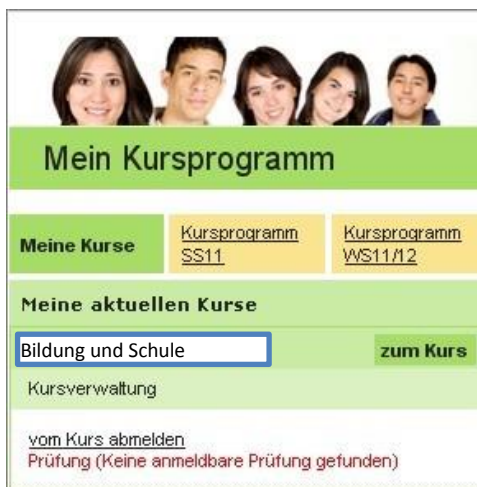 Mein Kursprogramm
Meine Kurse
Kursprogramm
SS11
Kursprogramm
WS11/12
Meine aktuellen Kurse
Bildung und Schule
zum Kurs
Kursverwaltung
vom Kurs abmelden
Prüfung (Keine anmeldbare Prüfung gefunden)